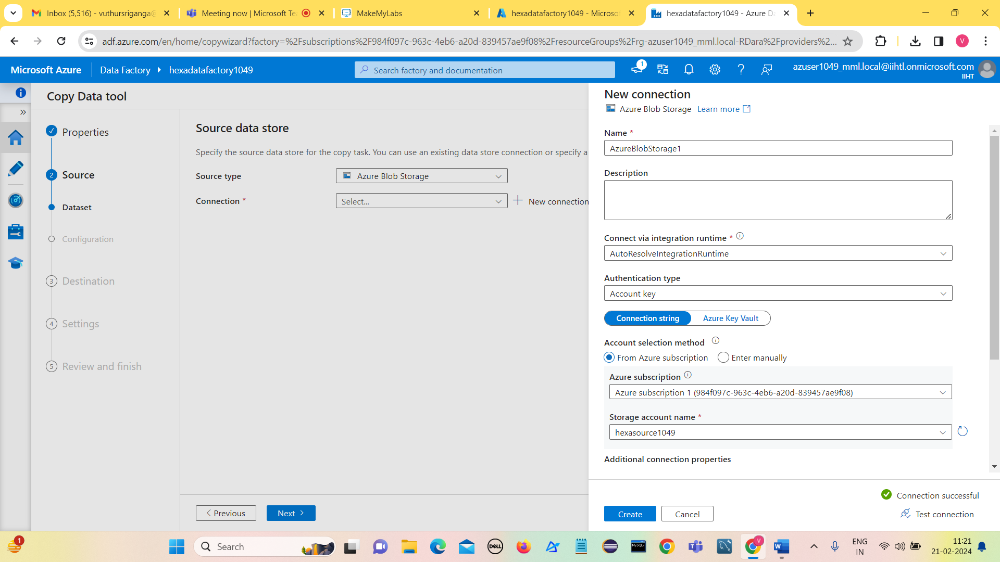 Inbox (5,516) - vuthursriganga@
Meeting now | Microsoft Te
MakeMyLabs
hexadatafactory1049 - Microsof
hexadatafactory1049 - Azure Da
adf.azure.com/en/home/copywizard?factory=%2Fsubscriptions%2F984f097c-963c-4eb6-a20d-839457ae9f08%2FresourceGroups%2Frg-azuser1049_mml.local-RDara%2Fproviders%2...
V
Microsoft Azure
Data Factory
hexadatafactory1049
Search factory and documentation
1
azuser1049_mml.local@iihtl.onmicrosoft.com
IIHT
Copy Data tool
Properties
2
Source
Dataset
Configuration
3
Destination
4
Settings
5
Review and finish
Source data store
Specify the source data store for the copy task. You can use an existing data store connection or specify a
Source type
Azure Blob Storage
Connection *
Select...
New connection
Previous
Next
New connection
Azure Blob Storage
Learn more
Name *
AzureBlobStorage1
Description
Connect via integration runtime *
AutoResolveIntegrationRuntime
Authentication type
Account key
Connection string
Azure Key Vault
Account selection method
From Azure subscription
Enter manually
Azure subscription
Azure subscription 1 (984f097c-963c-4eb6-a20d-839457ae9f08)
Storage account name *
hexasource1049
Additional connection properties
Connection successful
Create
Cancel
Test connection
1
Search
DELL
MySQL
V
W
ENG
IN
11:21
21-02-2024